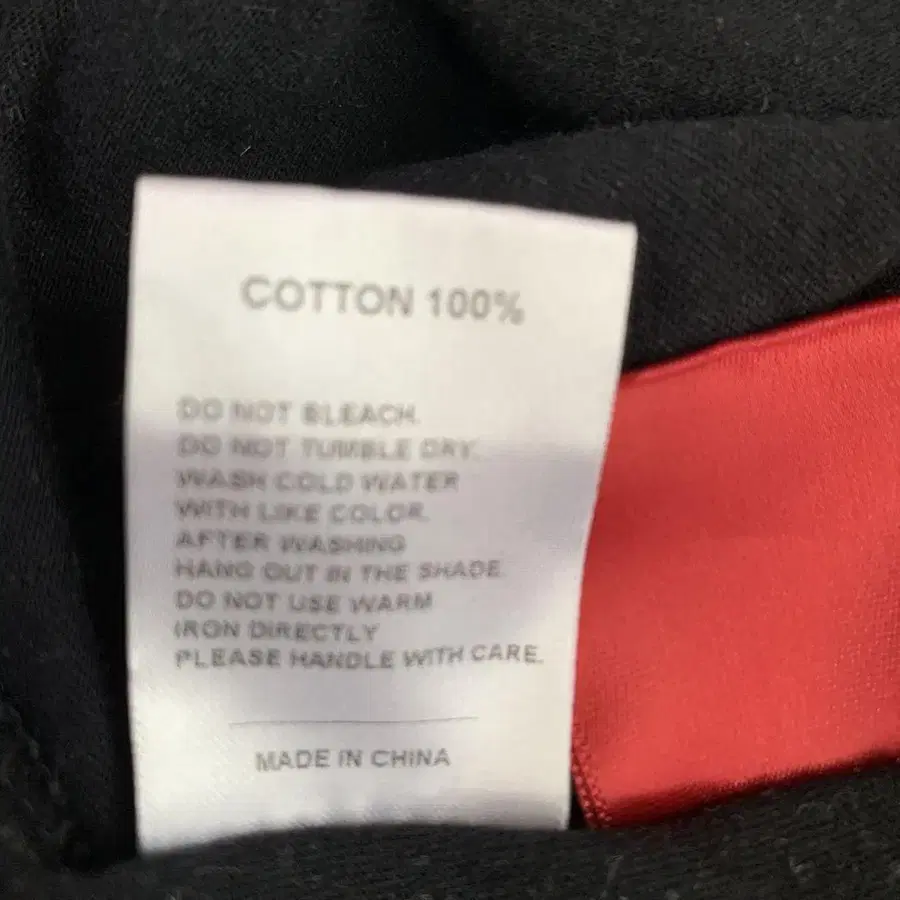 COTTON 100%
DO NOT BLEACH.
DO NOT TUMBLE DRY.
WASH COLD WATER
WITH LIKE COLOR.
AFTER WASHING
HANG OUT IN THE SHADE.
DO NOT USE WARM
IRON DIRECTLY
PLEASE HANDLE WITH CARE.
MADE IN CHINA